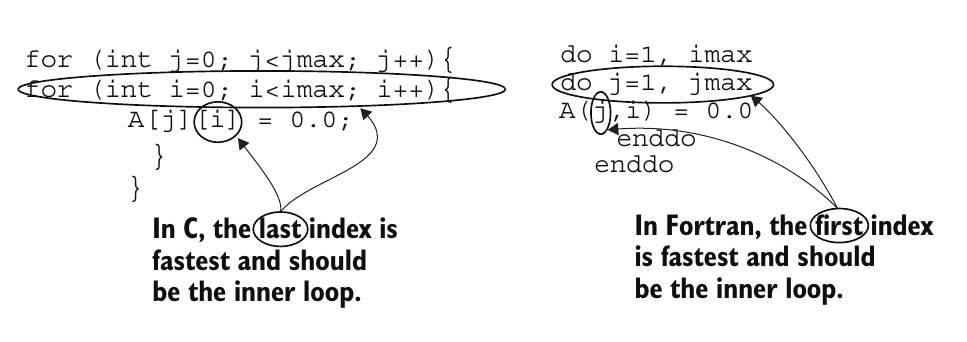 for (int j=0; j<jmax; j++){
for (int i=0; i<imax; i++){
A[j][i] = 0.0;
}
}
In C, the last index is
fastest and should
be the inner loop.
do i=1, imax
do j=1, jmax
A(j,i) = 0.0
enddo
enddo
In Fortran, the first index
is fastest and should
be the inner loop.